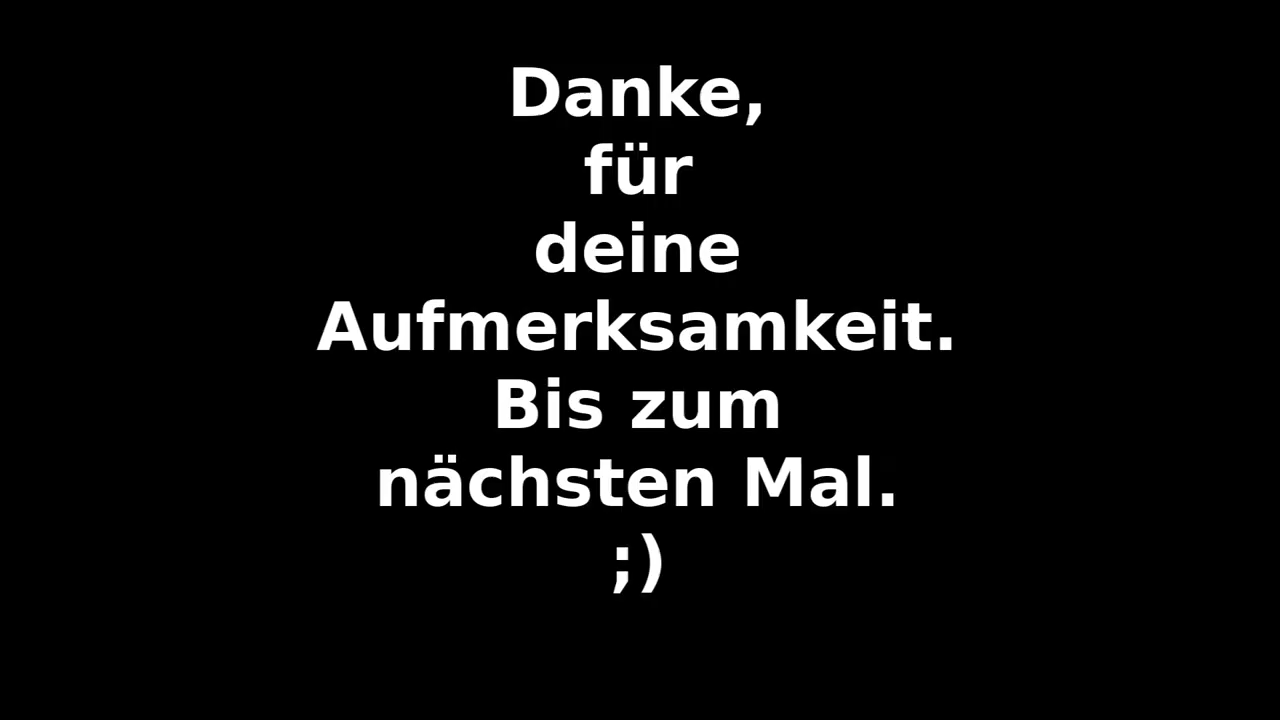 Danke,
für
deine
Aufmerksamkeit.
Bis zum
nächsten Mal.
;)